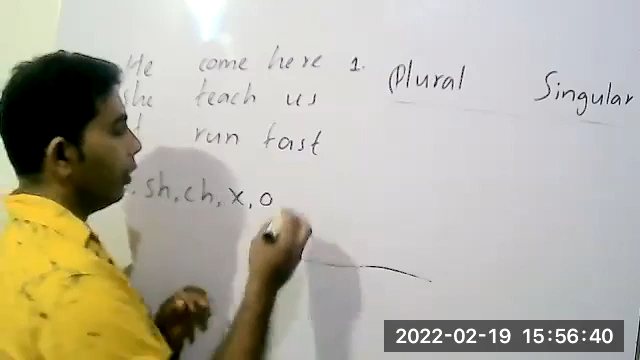 He come here 1.
Plural Singular
she teach us
run fast
sh, ch, x, o
2022-02-19 15:56:40